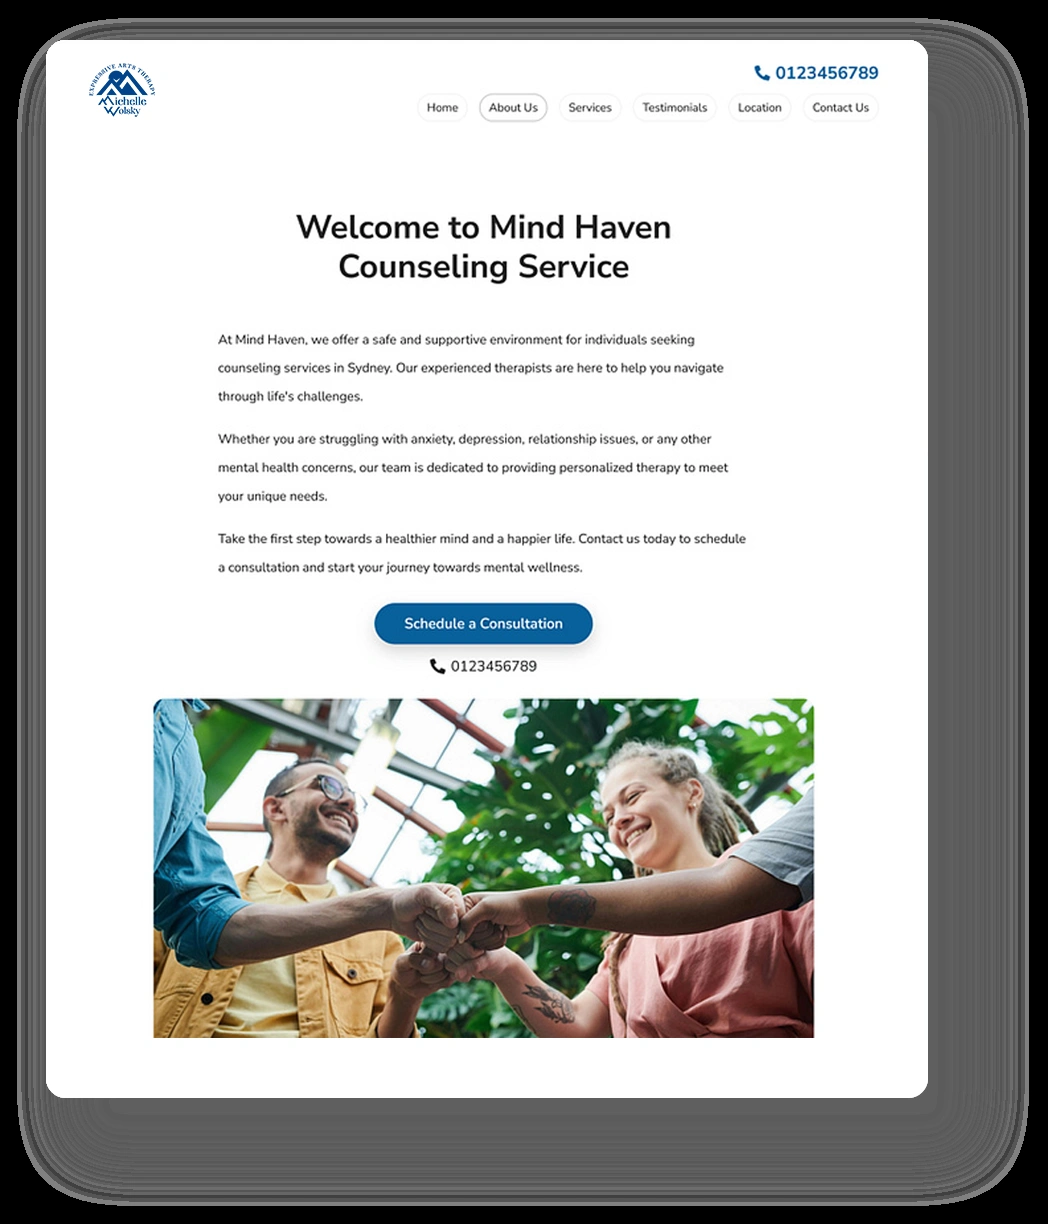 EXPRESSIVE ARTS THERAPY
Michelle
Wolsky
0123456789
Home
About Us
Services
Testimonials
Location
Contact Us
Welcome to Mind Haven
Counseling Service
At Mind Haven, we offer a safe and supportive environment for individuals seeking
counseling services in Sydney. Our experienced therapists are here to help you navigate
through life's challenges.
Whether you are struggling with anxiety, depression, relationship issues, or any other
mental health concerns, our team is dedicated to providing personalized therapy to meet
your unique needs.
Take the first step towards a healthier mind and a happier life. Contact us today to schedule
a consultation and start your journey towards mental wellness.
Schedule a Consultation
0123456789